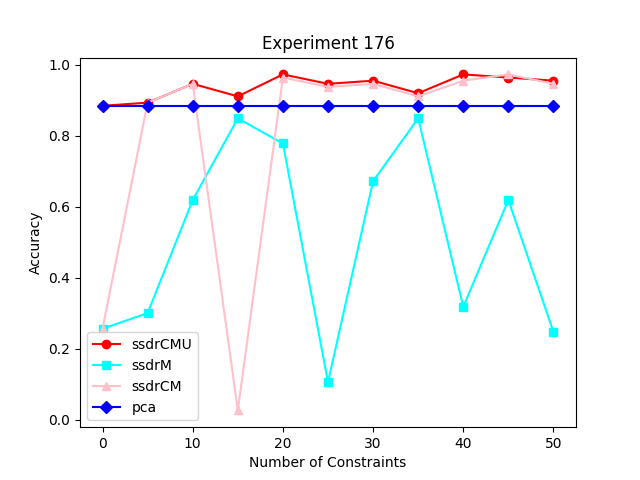 Experiment 176
Accuracy
1.0
0.8
0.6
0.4
0.2
0.0
ssdrCMU
ssdrM
ssdrCM
pca
0 10 20 30 40 50
Number of Constraints